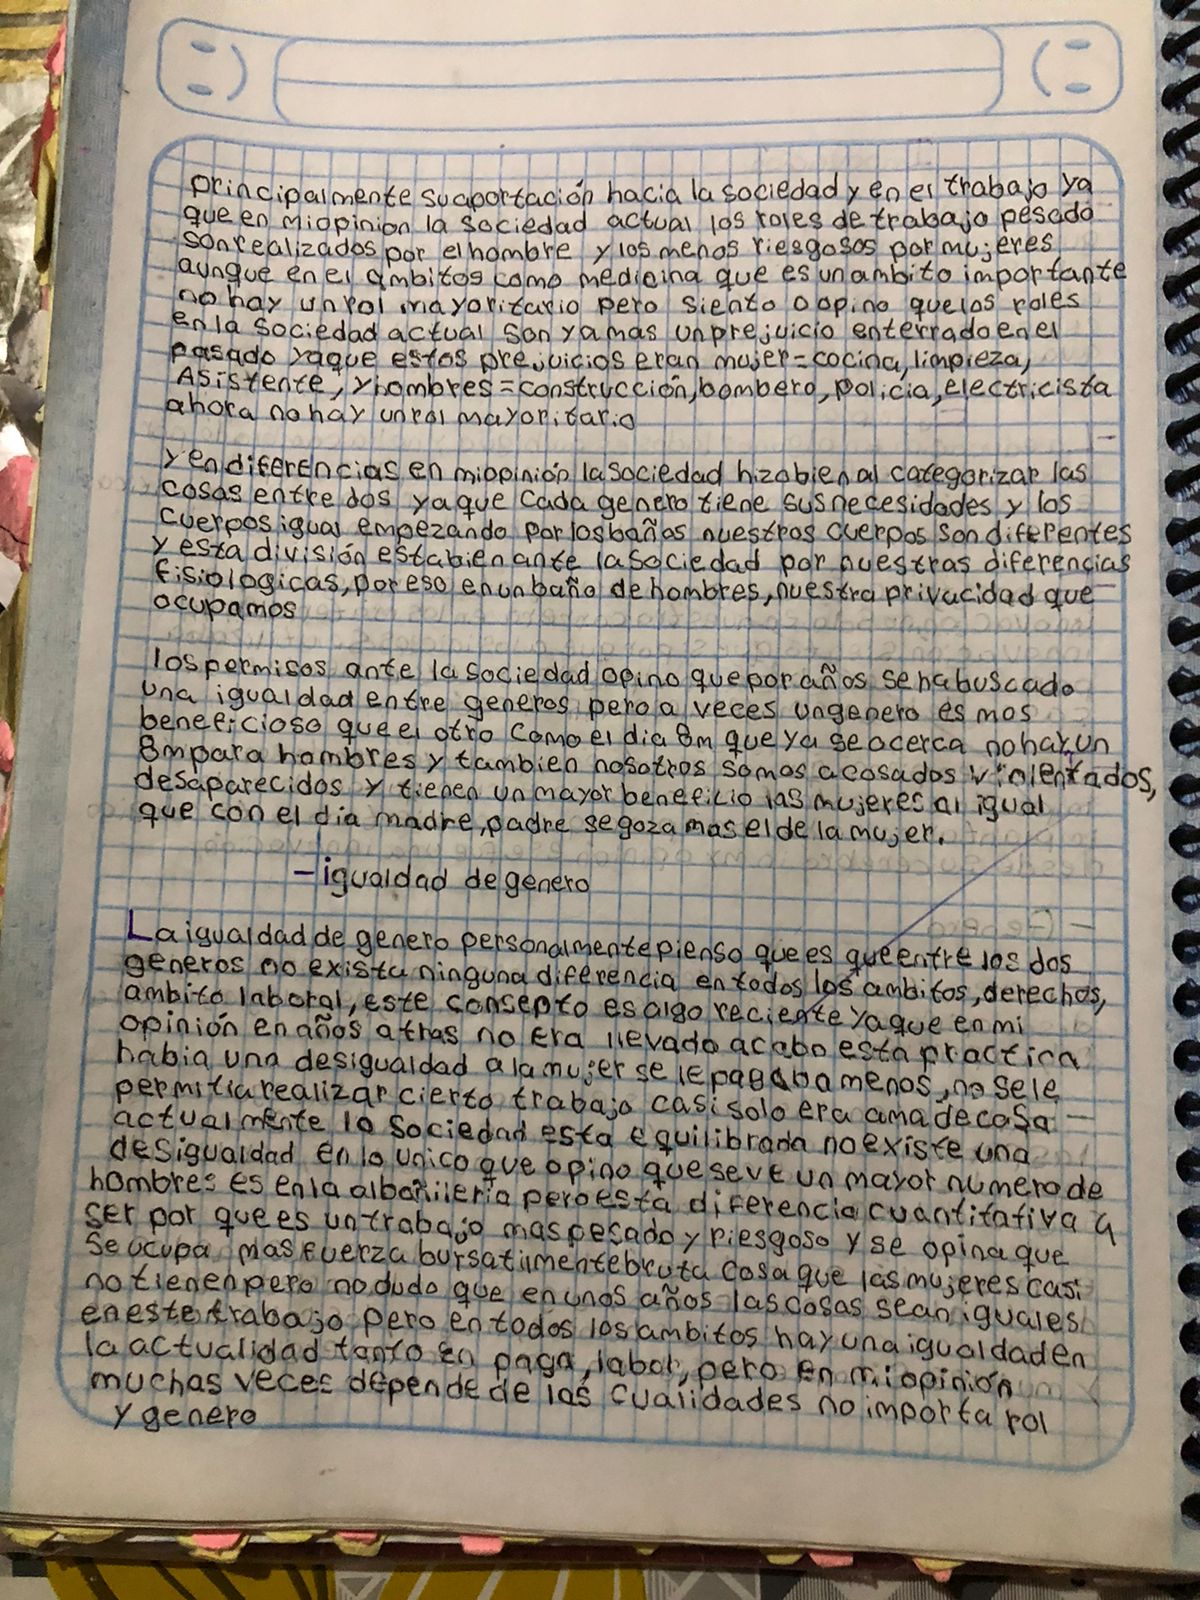 principalmente su aportación hacia la sociedad y en el trabajo ya
que en mi opinion la sociedad actual los roles de trabajo pesado
son realizados por el hombre y los menos riesgosos por mujeres
aunque en el ambitos como medicina que es un ambito importante
no hay un rol mayoritario pero siento o opino que los roles
en la sociedad actual son ya mas un prejuicio enterrado en el
pasado ya que estos prejuicios eran mujer=cocina, limpieza,
Asistente, y hombres=construcción, bombero, policia, electricista
ahora no hay un rol mayoritario
y en diferencias en mi opinión la sociedad hizo bien al categorizar las
cosas entre dos ya que cada genero tiene sus necesidades y los
cuerpos igual empezando por los baños nuestros cuerpos son diferentes
y esta división esta bien ante la sociedad por nuestras diferencias
fisiologicas, por eso en un baño de hombres, nuestra privacidad que
ocupamos
los permisos ante la sociedad opino que por años se ha buscado
una igualdad entre generos pero a veces un genero es mas
beneficioso que el otro como el dia 8m que ya se acerca no hay un
8m para hombres y tambien nosotros somos acosados violentados,
desaparecidos y tienen un mayor beneficio las mujeres al igual
que con el dia madre, padre se goza mas el de la mujer.
- igualdad de genero
La igualdad de genero personalmente pienso que es que entre los dos
generos no exista ninguna diferencia en todos los ambitos, derechos,
ambito laboral, este consepto es algo reciente ya que en mi
opinión en años atras no era llevado acabo esta practica
habia una desigualdad a la mujer se le pagaba menos, no se le
permitia realizar cierto trabajo casi solo era ama de casa
actualmente la sociedad esta equilibrada no existe una
desigualdad en lo unico que opino que se ve un mayor numero de
hombres es en la albañileria pero esta diferencia cuantitativa a
ser por que es un trabajo mas pesado y riesgoso y se opina que
se ocupa mas fuerza bursatilmente bruta cosa que las mujeres casi
no tienen pero no dudo que en unos años las cosas sean iguales
en este trabajo pero en todos los ambitos hay una igualdad en
la actualidad tanto en paga, labor, pero en mi opinión
muchas veces depende de las cualidades no importa rol
y genero